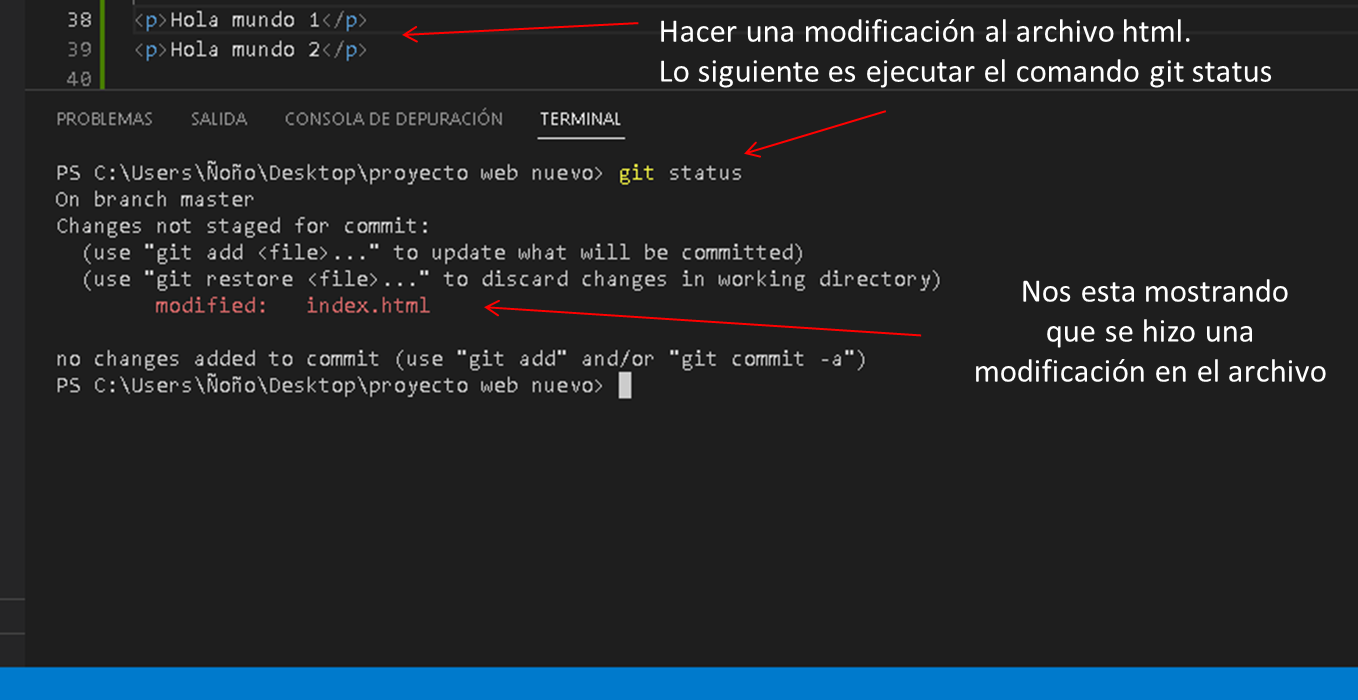 38 <p>Hola mundo 1</p>
39 <p>Hola mundo 2</p>
40
Hacer una modificación al archivo html.
Lo siguiente es ejecutar el comando git status
PROBLEMAS SALIDA CONSOLA DE DEPURACIÓN TERMINAL
PS C:\Users\Ñoño\Desktop\proyecto web nuevo> git status
On branch master
Changes not staged for commit:
(use "git add <file>..." to update what will be committed)
(use "git restore <file>..." to discard changes in working directory)
modified: index.html
no changes added to commit (use "git add" and/or "git commit -a")
PS C:\Users\Ñoño\Desktop\proyecto web nuevo>
Nos esta mostrando
que se hizo una
modificación en el archivo